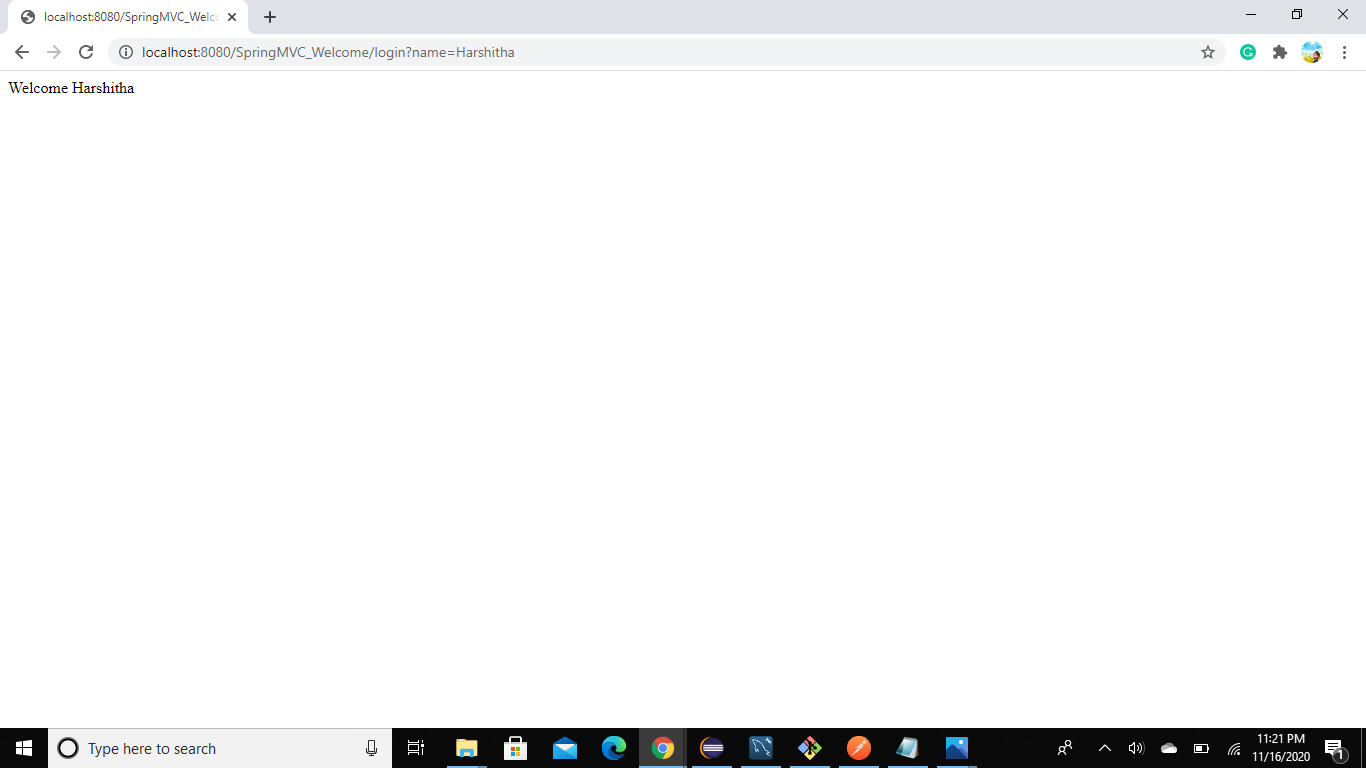 localhost:8080/SpringMVC_Welc
localhost:8080/SpringMVC_Welcome/login?name=Harshitha
Welcome Harshitha
Type here to search
11:21 PM
11/16/2020
1